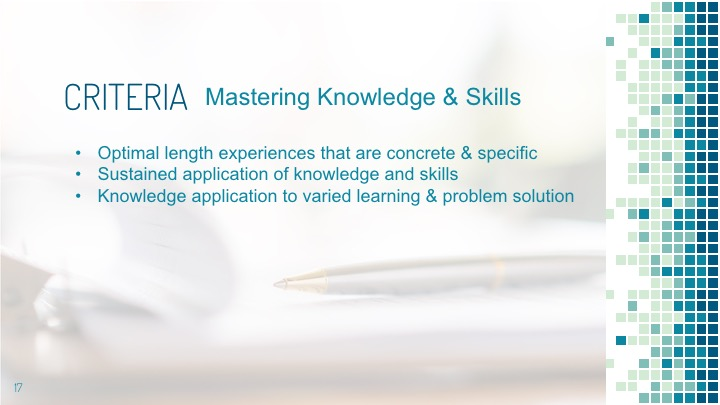 CRITERIA Mastering Knowledge & Skills
• Optimal length experiences that are concrete & specific
• Sustained application of knowledge and skills
• Knowledge application to varied learning & problem solution
17